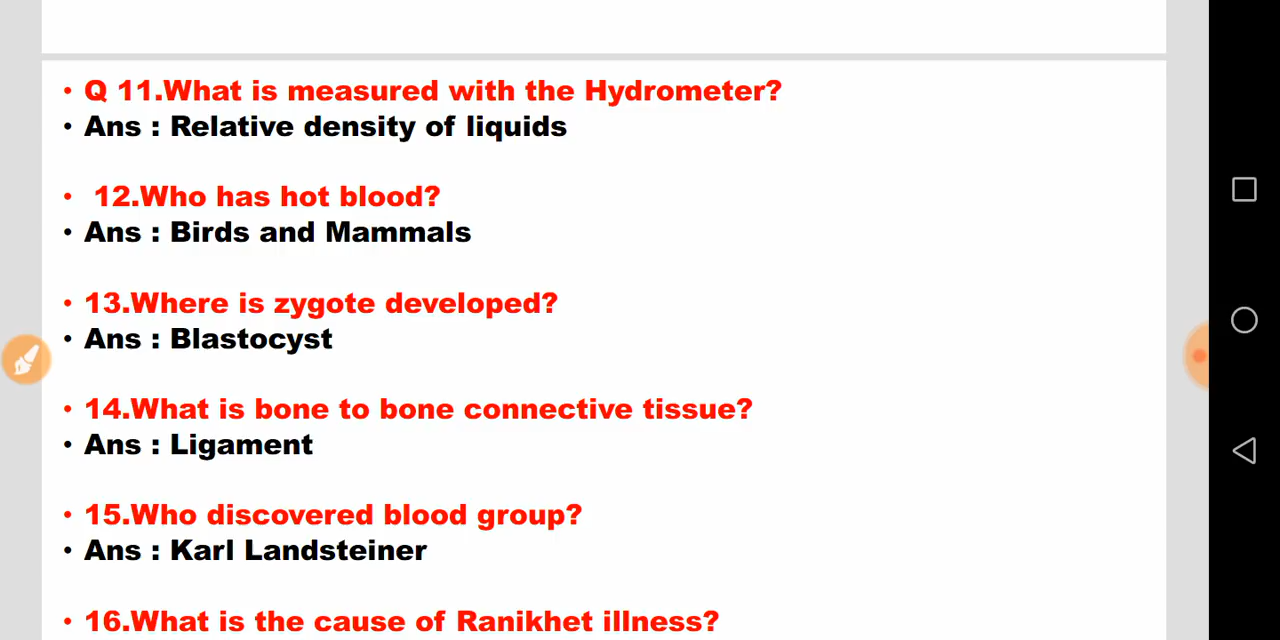 • Q 11.What is measured with the Hydrometer?
• Ans : Relative density of liquids
• 12.Who has hot blood?
• Ans : Birds and Mammals
• 13.Where is zygote developed?
• Ans : Blastocyst
• 14.What is bone to bone connective tissue?
• Ans : Ligament
• 15.Who discovered blood group?
• Ans : Karl Landsteiner
• 16.What is the cause of Ranikhet illness?